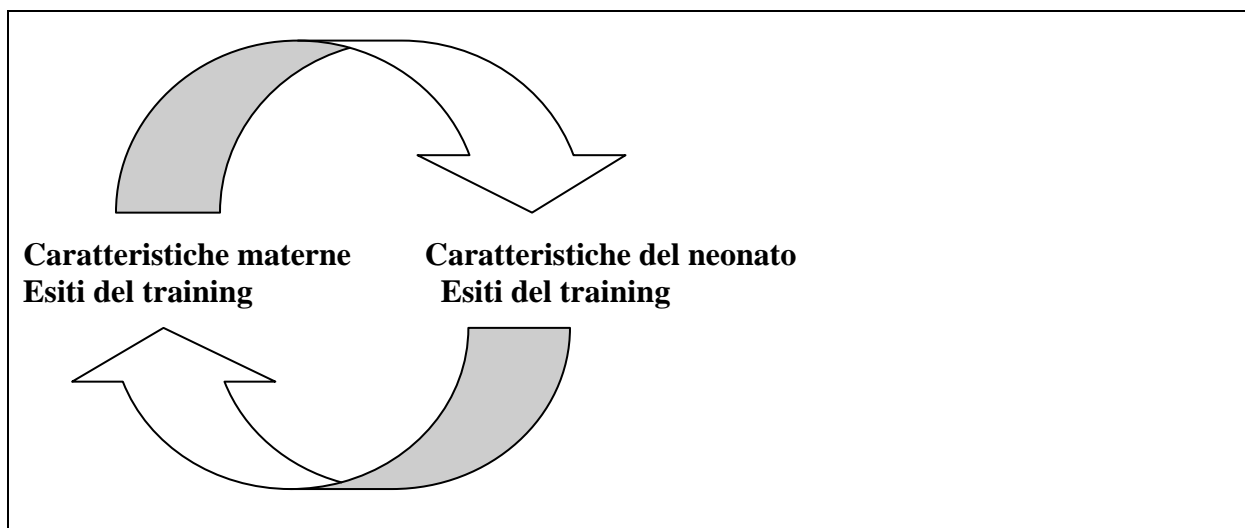 Caratteristiche materne
Esiti del training
Caratteristiche del neonato
Esiti del training